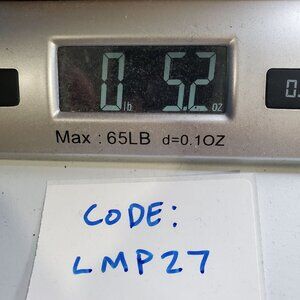 0 lb 5.2 oz
Max : 65LB d=0.1OZ
CODE:
LMP27